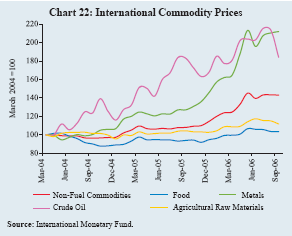 Chart 22: International Commodity Prices
220
200
180
160
140
120
100
80
60
March 2004 =100
Mar-04
Jun-04
Sep-04
Dec-04
Mar-05
Jun-05
Sep-05
Dec-05
Mar-06
Jun-06
Sep-06
Non-Fuel Commodities Food Metals
Crude Oil Agricultural Raw Materials
Source: International Monetary Fund.